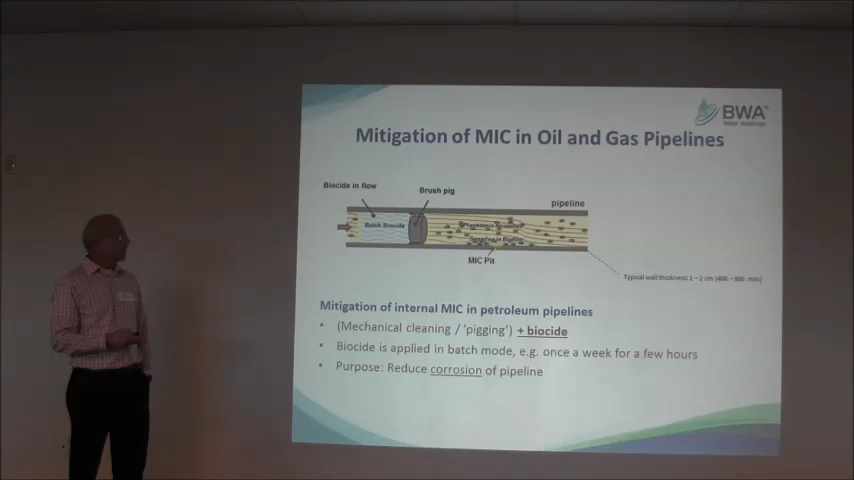 BWA
Mitigation of MIC in Oil and Gas Pipelines
Biocide in flow
Brush pig
pipeline
Batch Biocide
MIC Pit
Typical wall thickness: 1 – 2 cm (400 – 800 mils)
Mitigation of internal MIC in petroleum pipelines
• (Mechanical cleaning / 'pigging') + biocide
• Biocide is applied in batch mode, e.g. once a week for a few hours
• Purpose: Reduce corrosion of pipeline